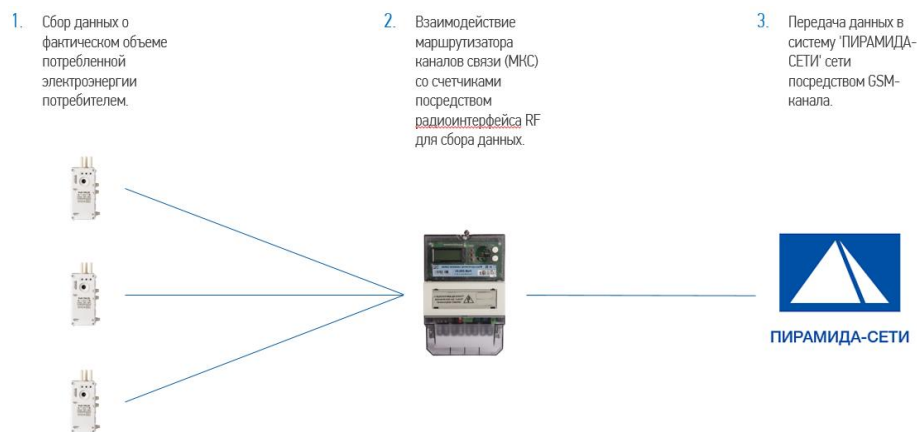 1. Сбор данных о
фактическом объеме
потребленной
электроэнергии
потребителем.
2. Взаимодействие
маршрутизатора
каналов связи (МКС)
со счетчиками
посредством
радиоинтерфейса RF
для сбора данных.
3. Передача данных в
систему 'ПИРАМИДА-
СЕТИ' сети
посредством GSM-
канала.
ПИРАМИДА-СЕТИ